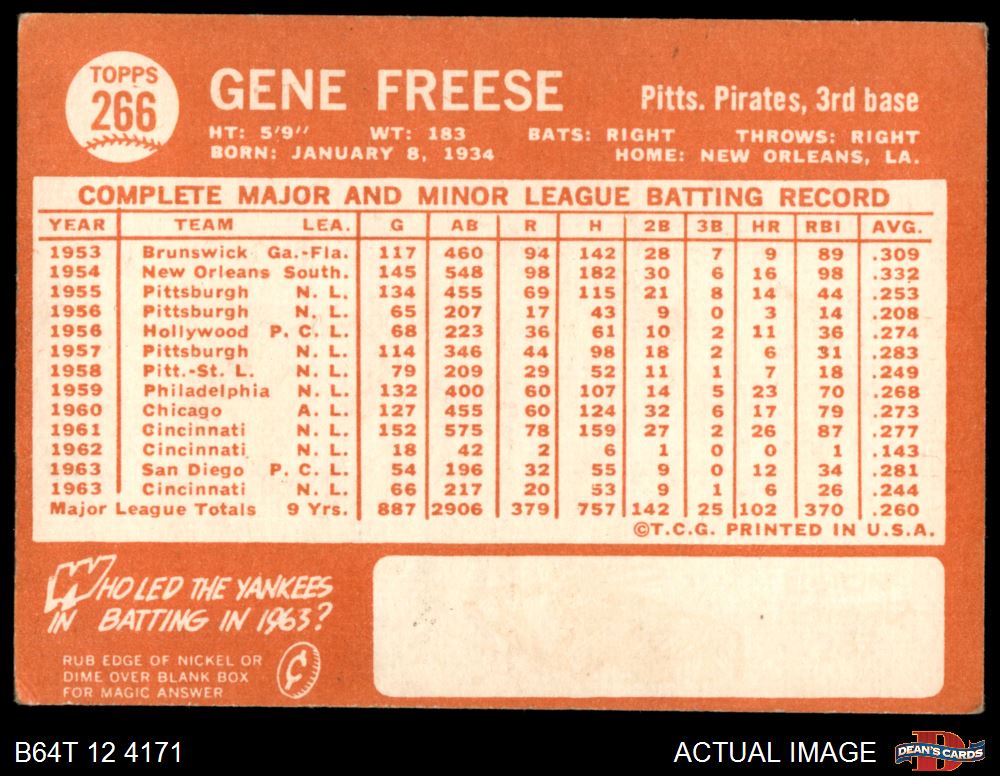 TOPPS
266
GENE FREESE
Pitts. Pirates, 3rd base
HT: 5'9" WT: 183 BATS: RIGHT THROWS: RIGHT
BORN: JANUARY 8, 1934 HOME: NEW ORLEANS, LA.
COMPLETE MAJOR AND MINOR LEAGUE BATTING RECORD
YEAR TEAM LEA. G AB R H 2B 3B HR RBI AVG.
1953 Brunswick Ga.-Fla. 117 460 94 142 28 7 9 89 .309
1954 New Orleans South. 145 548 98 182 30 6 16 98 .332
1955 Pittsburgh N. L. 134 455 69 115 21 8 14 44 .253
1956 Pittsburgh N. L. 65 207 17 43 9 0 3 14 .208
1956 Hollywood P. C. L. 68 223 36 61 10 2 11 36 .274
1957 Pittsburgh N. L. 114 346 44 98 18 2 6 31 .283
1958 Pitt.-St. L. N. L. 79 209 29 52 11 1 7 18 .249
1959 Philadelphia N. L. 132 400 60 107 14 5 23 70 .268
1960 Chicago A. L. 127 455 60 124 32 6 17 79 .273
1961 Cincinnati N. L. 152 575 78 159 27 2 26 87 .277
1962 Cincinnati N. L. 18 42 2 6 1 0 0 1 .143
1963 San Diego P. C. L. 54 196 32 55 9 0 12 34 .281
1963 Cincinnati N. L. 66 217 20 53 9 1 6 26 .244
Major League Totals 9 Yrs. 887 2906 379 757 142 25 102 370 .260
©T.C.G. PRINTED IN U.S.A.
WHO LED THE YANKEES
IN BATTING IN 1963?
RUB EDGE OF NICKEL OR
DIME OVER BLANK BOX
FOR MAGIC ANSWER
¢
B64T 12 4171
ACTUAL IMAGE
D
DEAN'S CARDS